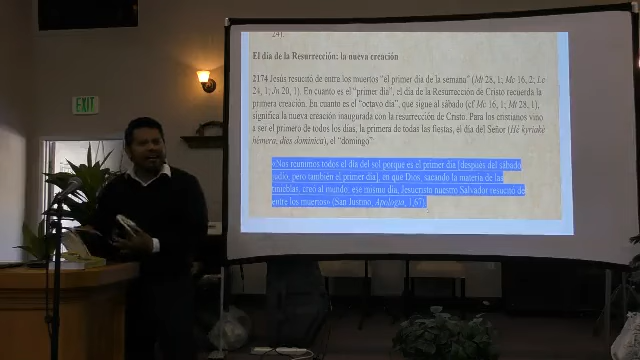 24].
El día de la Resurrección: la nueva creación
2174 Jesús resucitó de entre los muertos "el primer día de la semana" (Mt 28, 1; Mc 16, 2; Lc
24, 1; Jn 20, 1). En cuanto es el "primer día", el día de la Resurrección de Cristo recuerda la
primera creación. En cuanto es el "octavo día", que sigue al sábado (cf Mc 16, 1; Mt 28, 1),
significa la nueva creación inaugurada con la resurrección de Cristo. Para los cristianos vino
a ser el primero de todos los días, la primera de todas las fiestas, el día del Señor (Hè kyriakè
hèmera, dies dominica), el "domingo":
«Nos reunimos todos el día del sol porque es el primer día [después del sábado
judío, pero también el primer día], en que Dios, sacando la materia de las
tinieblas, creó al mundo; ese mismo día, Jesucristo nuestro Salvador resucitó de
entre los muertos» (San Justino, Apologia, 1,67).
EXIT